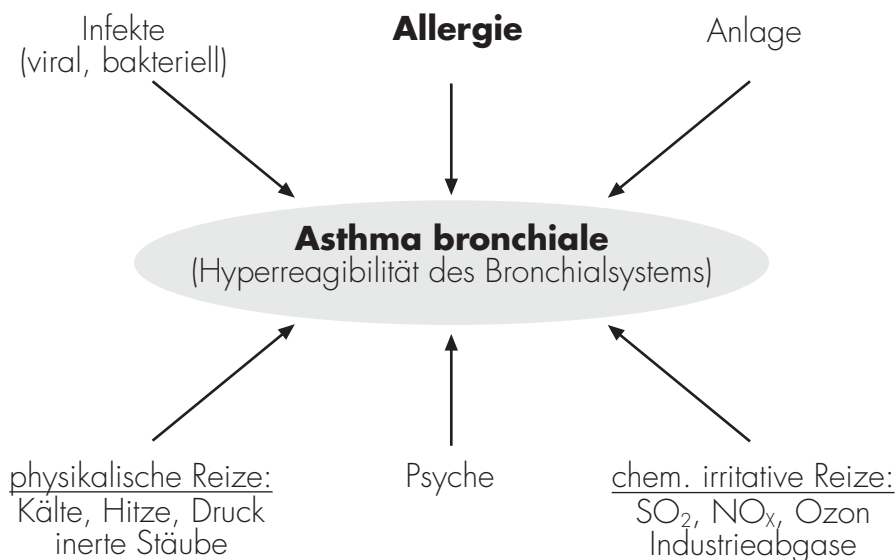 Infekte
(viral, bakteriell)
Allergie
Anlage
Asthma bronchiale
(Hyperreagibilität des Bronchialsystems)
physikalische Reize:
Kälte, Hitze, Druck
inerte Stäube
Psyche
chem. irritative Reize:
SO₂, NOₓ, Ozon
Industrieabgase